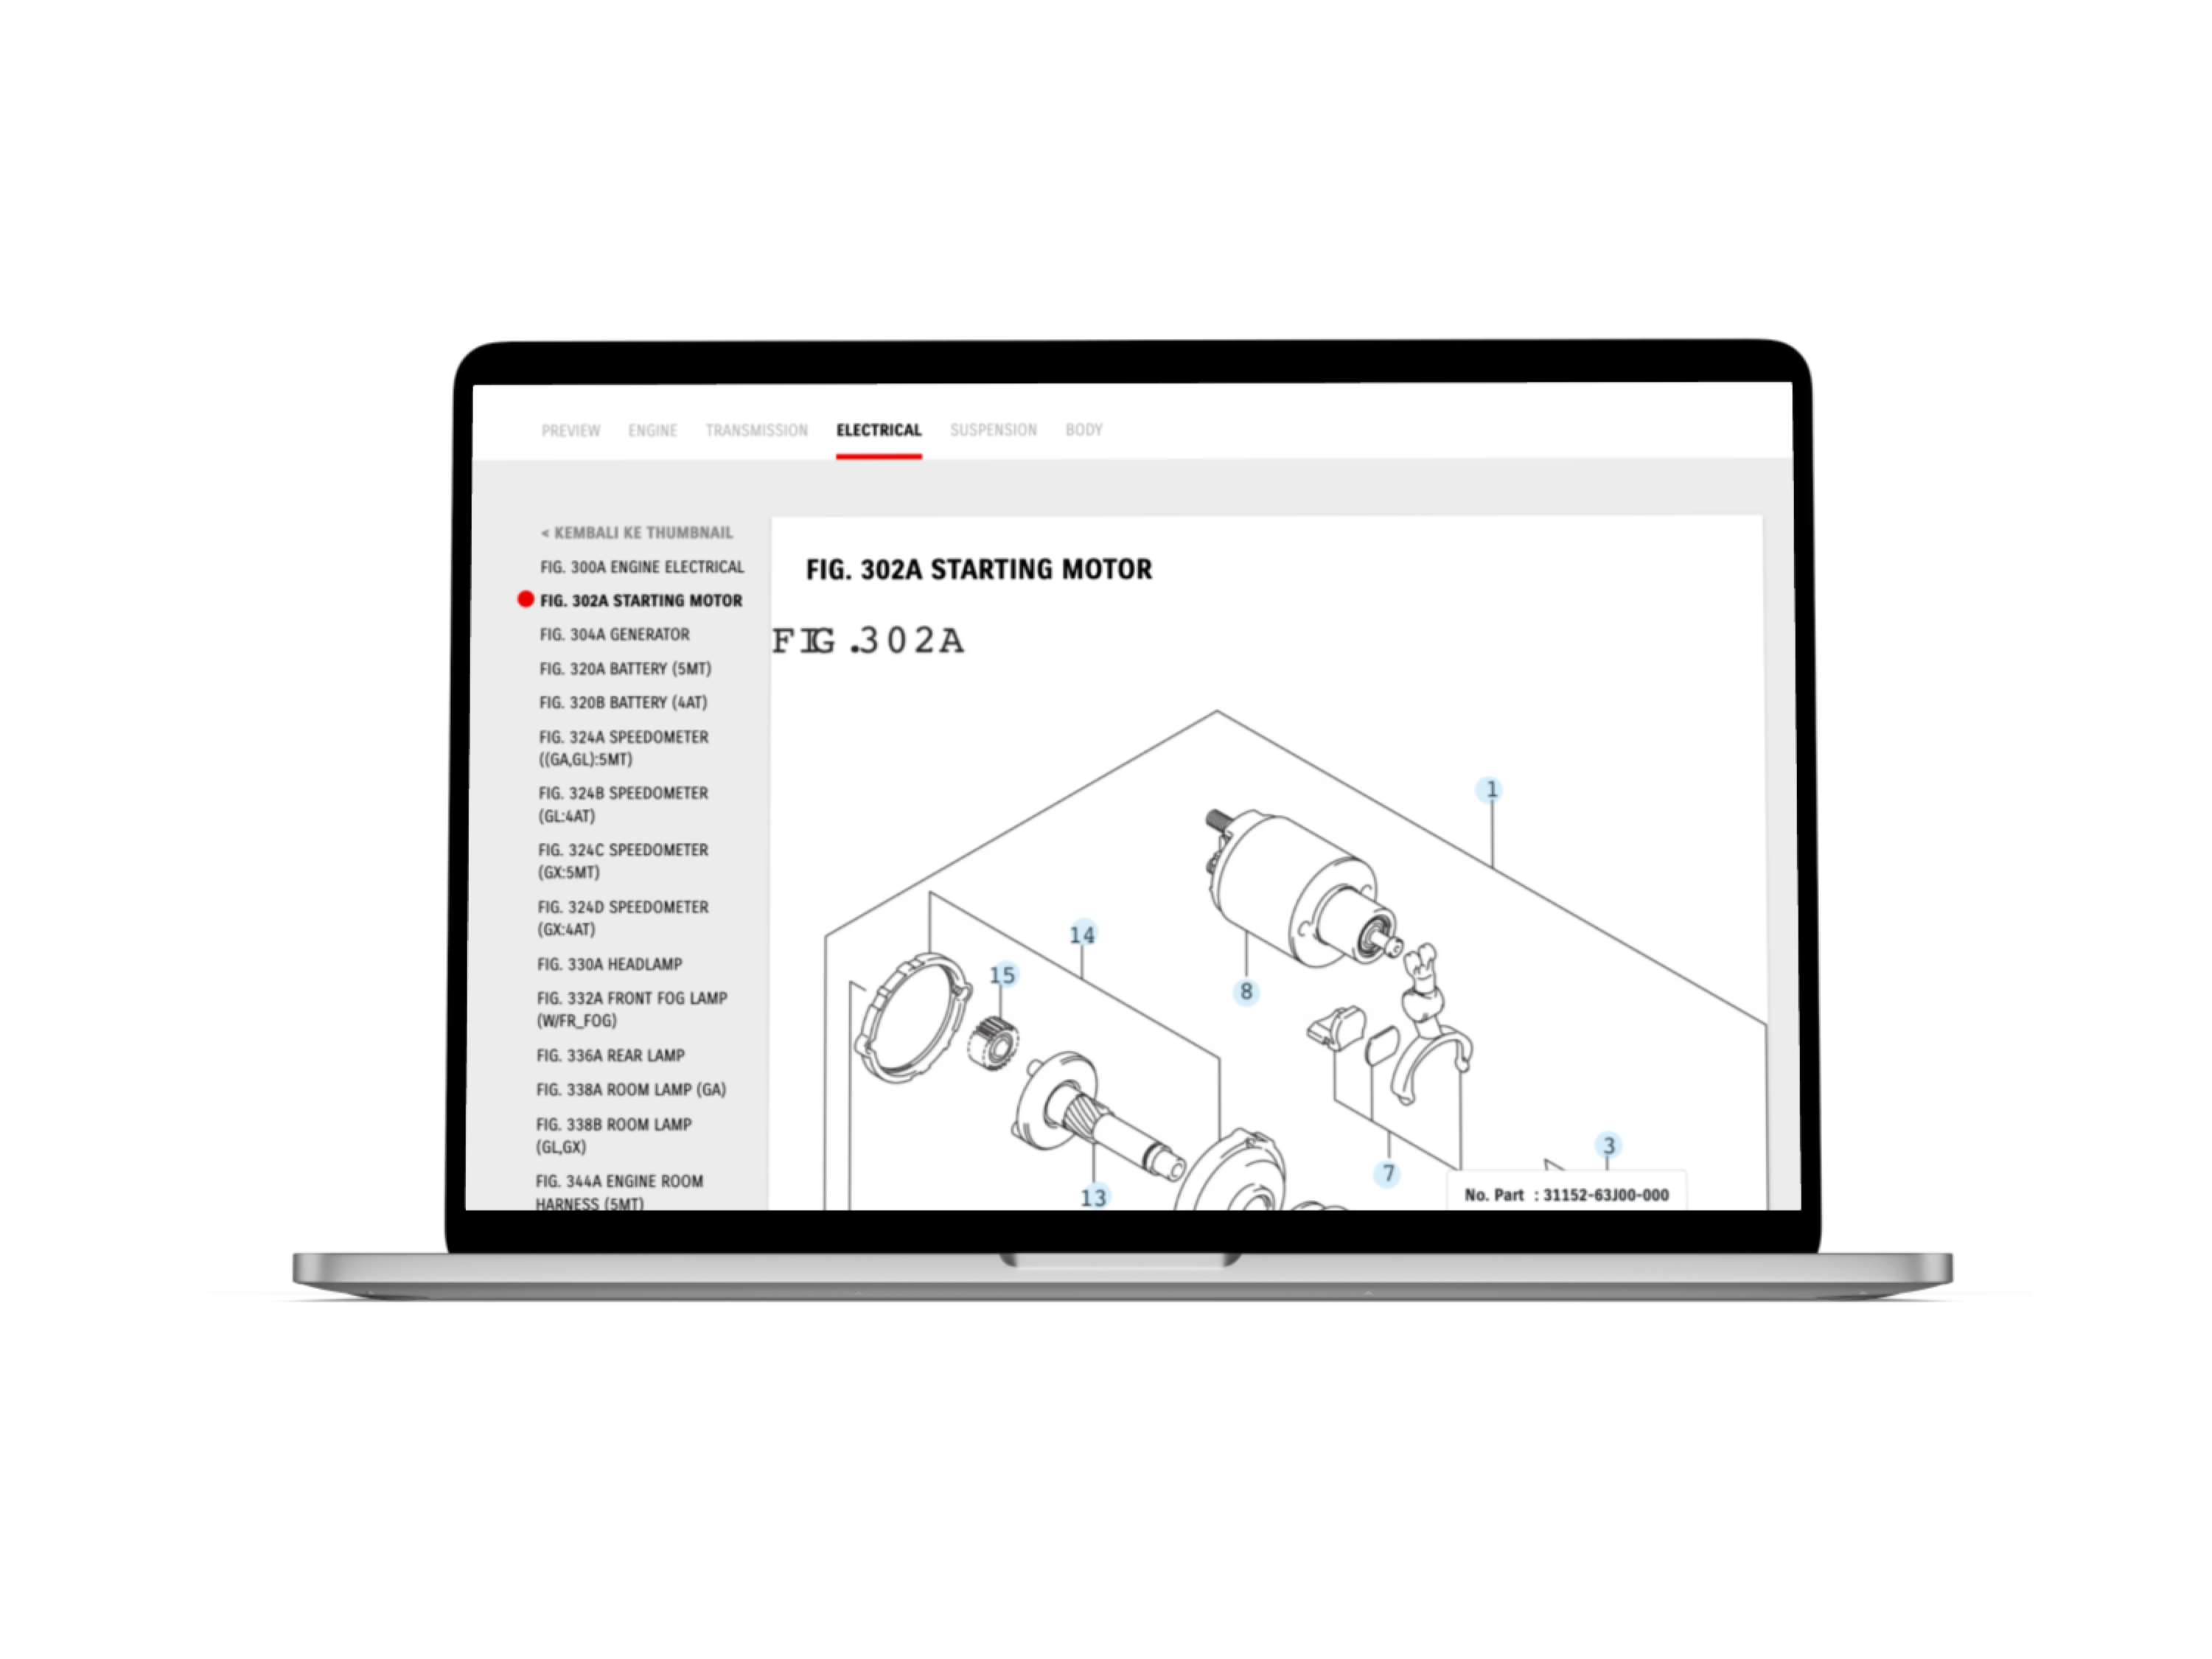 PREVIEW ENGINE TRANSMISSION ELECTRICAL SUSPENSION BODY
< KEMBALI KE THUMBNAIL
FIG. 300A ENGINE ELECTRICAL
FIG. 302A STARTING MOTOR
FIG. 304A GENERATOR
FIG. 320A BATTERY (5MT)
FIG. 320B BATTERY (4AT)
FIG. 324A SPEEDOMETER
((GA,GL):5MT)
FIG. 324B SPEEDOMETER
(GL:4AT)
FIG. 324C SPEEDOMETER
(GX:5MT)
FIG. 324D SPEEDOMETER
(GX:4AT)
FIG. 330A HEADLAMP
FIG. 332A FRONT FOG LAMP
(W/FR_FOG)
FIG. 336A REAR LAMP
FIG. 338A ROOM LAMP (GA)
FIG. 338B ROOM LAMP
(GL,GX)
FIG. 344A ENGINE ROOM
HARNESS (5MT)
FIG. 302A STARTING MOTOR
FIG.302A
1
14
15
8
3
7
13
No. Part : 31152-63J00-000